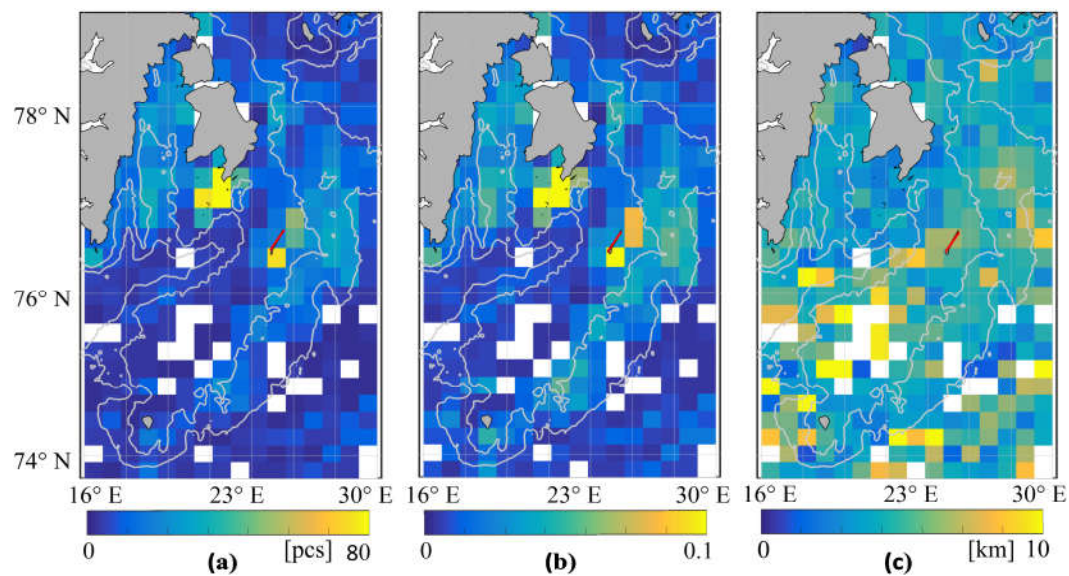 78° N
76° N
74° N
16° E 23° E 30° E 16° E 23° E 30° E 16° E 23° E 30° E
0 [pcs] 80 0 0.1 0 [km] 10
(a) (b) (c)